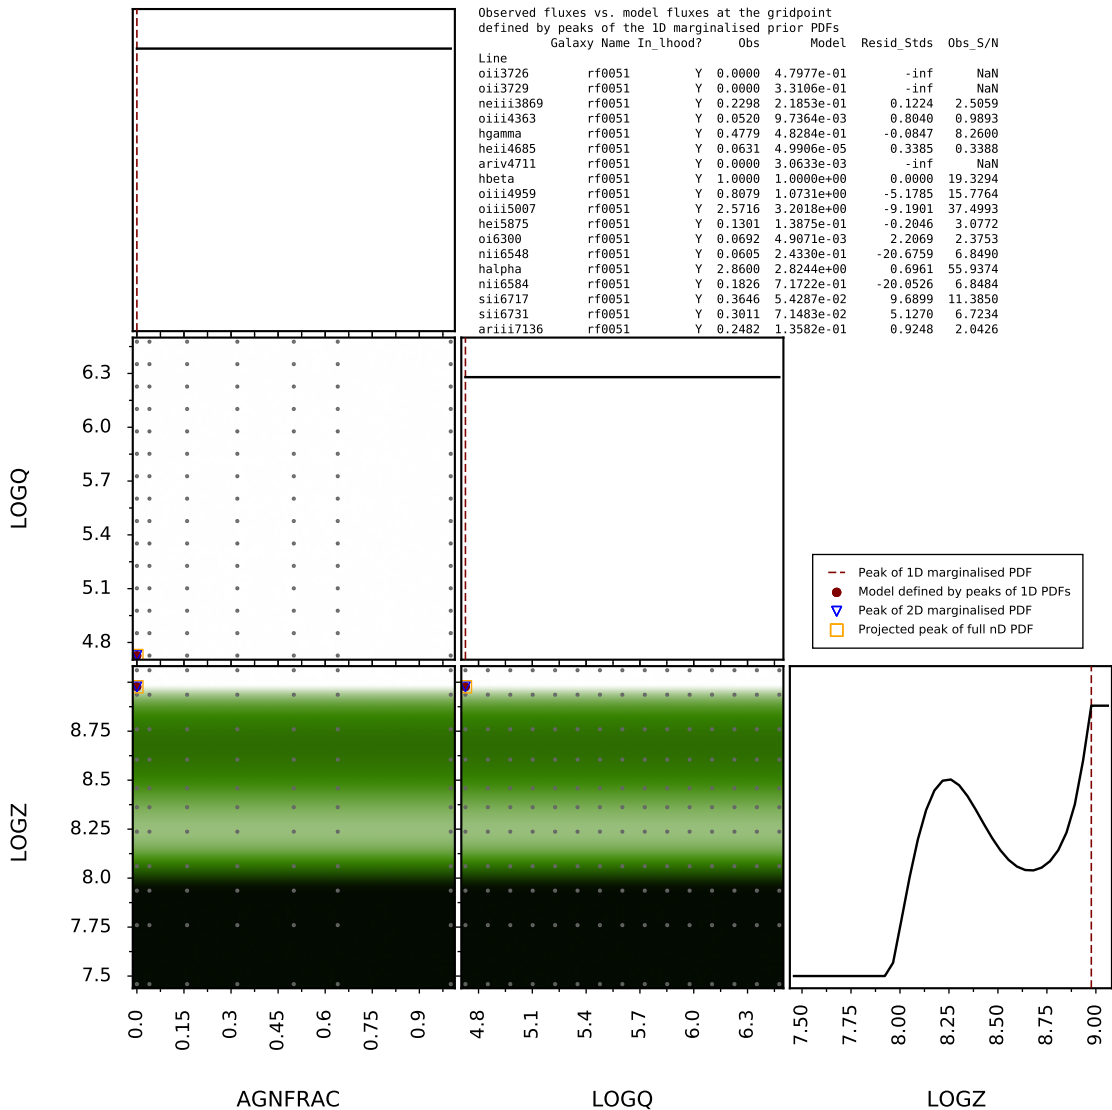 Observed fluxes vs. model fluxes at the gridpoint
defined by peaks of the 1D marginalised prior PDFs
Galaxy Name In_lhood? Obs Model Resid_Stds Obs_S/N
Line
oii3726 rf0051 Y 0.0000 4.7977e-01 -inf NaN
oii3729 rf0051 Y 0.0000 3.3106e-01 -inf NaN
neiii3869 rf0051 Y 0.2298 2.1853e-01 0.1224 2.5059
oiii4363 rf0051 Y 0.0520 9.7364e-03 0.8040 0.9893
hgamma rf0051 Y 0.4779 4.8284e-01 -0.0847 8.2600
heii4685 rf0051 Y 0.0631 4.9906e-05 0.3385 0.3388
ariv4711 rf0051 Y 0.0000 3.0633e-03 -inf NaN
hbeta rf0051 Y 1.0000 1.0000e+00 0.0000 19.3294
oiii4959 rf0051 Y 0.8079 1.0731e+00 -5.1785 15.7764
oiii5007 rf0051 Y 2.5716 3.2018e+00 -9.1901 37.4993
hei5875 rf0051 Y 0.1301 1.3875e-01 -0.2046 3.0772
oi6300 rf0051 Y 0.0692 4.9071e-03 2.2069 2.3753
nii6548 rf0051 Y 0.0605 2.4330e-01 -20.6759 6.8490
halpha rf0051 Y 2.8600 2.8244e+00 0.6961 55.9374
nii6584 rf0051 Y 0.1826 7.1722e-01 -20.0526 6.8484
sii6717 rf0051 Y 0.3646 5.4287e-02 9.6899 11.3850
sii6731 rf0051 Y 0.3011 7.1483e-02 5.1270 6.7234
ariii7136 rf0051 Y 0.2482 1.3582e-01 0.9248 2.0426
6.3
6.0
5.7
5.4
5.1
4.8
LOGQ
Peak of 1D marginalised PDF
Model defined by peaks of 1D PDFs
Peak of 2D marginalised PDF
Projected peak of full nD PDF
8.75
8.5
8.25
8.0
7.75
7.5
LOGZ
0.0 0.15 0.3 0.45 0.6 0.75 0.9
4.8 5.1 5.4 5.7 6.0 6.3
7.50 7.75 8.00 8.25 8.50 8.75 9.00
AGNFRAC LOGQ LOGZ